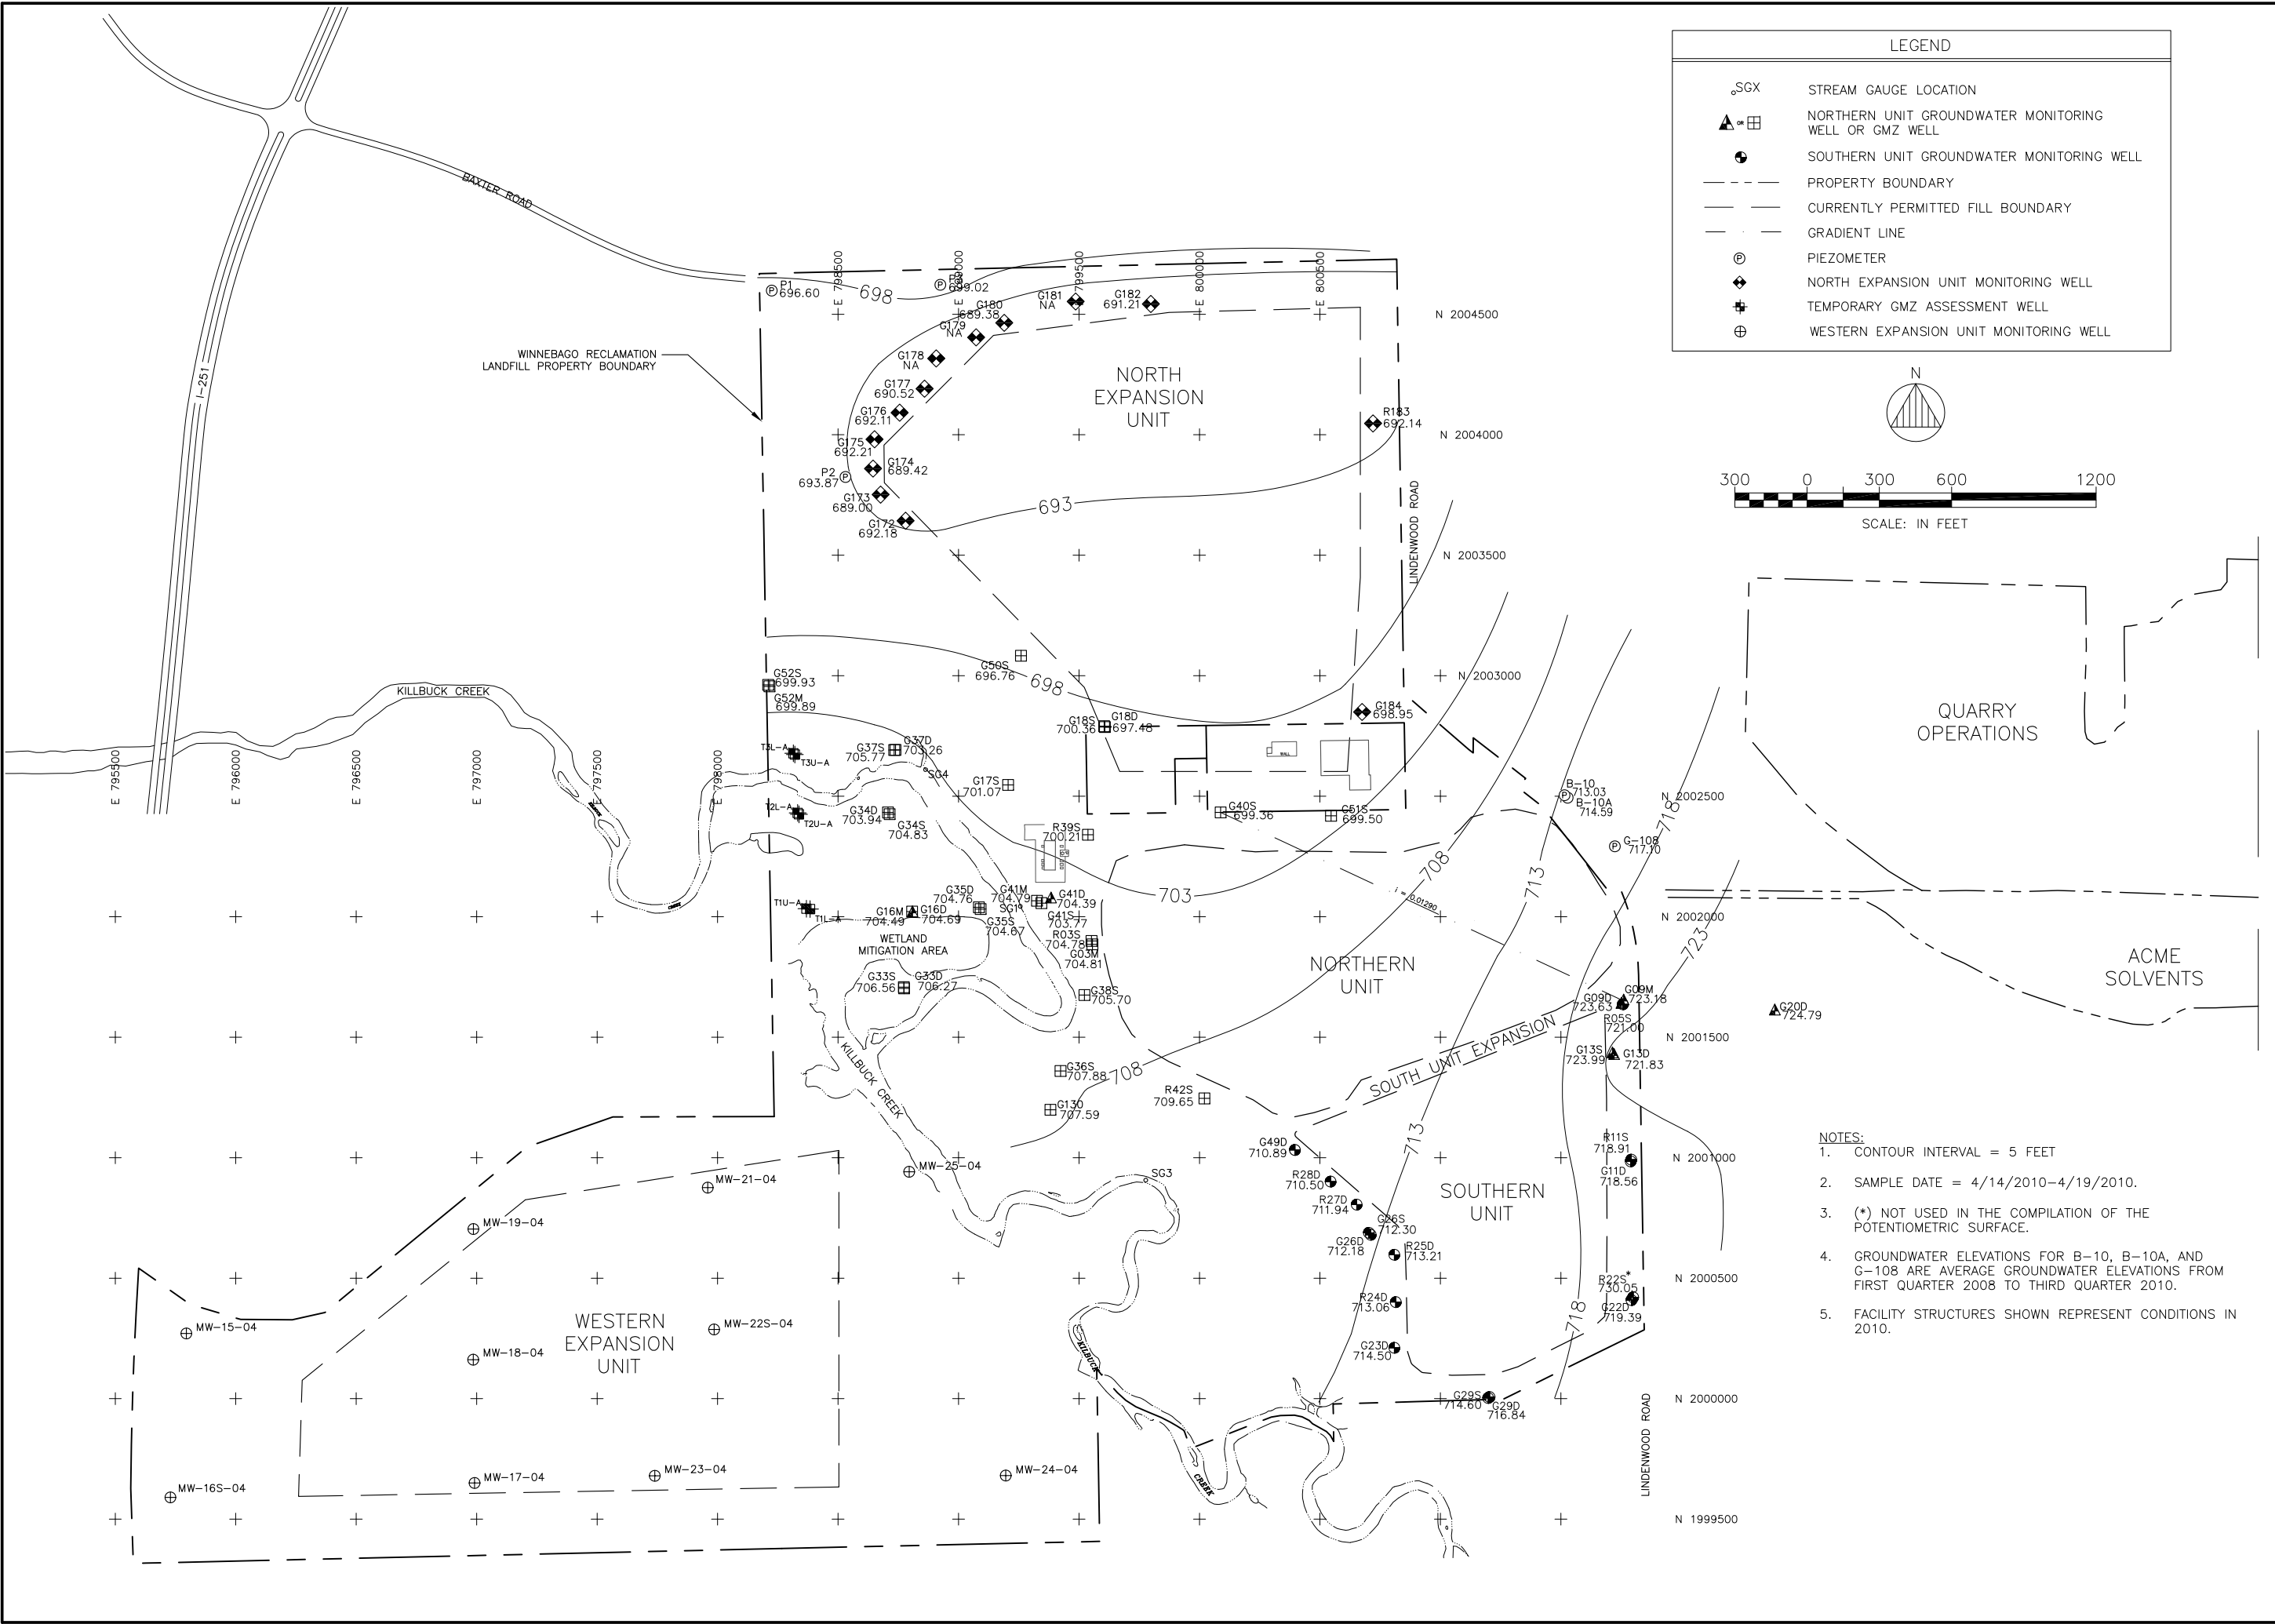 LEGEND
SGX STREAM GAUGE LOCATION
OR NORTHERN UNIT GROUNDWATER MONITORING
WELL OR GMZ WELL
SOUTHERN UNIT GROUNDWATER MONITORING WELL
PROPERTY BOUNDARY
CURRENTLY PERMITTED FILL BOUNDARY
GRADIENT LINE
P PIEZOMETER
NORTH EXPANSION UNIT MONITORING WELL
TEMPORARY GMZ ASSESSMENT WELL
WESTERN EXPANSION UNIT MONITORING WELL
N
300 0 300 600 1200
SCALE: IN FEET
BAXTER ROAD
I-251
WINNEBAGO RECLAMATION
LANDFILL PROPERTY BOUNDARY
E 798500
E 799000
E 799500
E 800000
E 800500
P1
696.60
698
P3
699.02
G181
NA
G182
691.21
G180
689.38
G179
NA
G178
NA
G177
690.52
G176
692.11
G175
692.21
G174
689.42
P2
693.87
G173
689.00
G172
692.18
NORTH
EXPANSION
UNIT
R183
692.14
693
N 2004500
N 2004000
LINDENWOOD ROAD
N 2003500
N 2003000
G50S
696.76
698
G52S
699.93
G52M
699.89
KILLBUCK CREEK
G18S
700.36
G18D
697.48
G184
698.95
WALL
T3L-A
T3U-A
G37S
705.77
G37D
703.26
SG4
G17S
701.07
E 795500
E 796000
E 796500
E 797000
E 797500
E 798000
T2L-A
T2U-A
G34D
703.94
G34S
704.83
R39S
700.21
G40S
699.36
G51S
699.50
B-10
713.03
B-10A
714.59
N 2002500
718
G-108
717.10
QUARRY
OPERATIONS
708
713
703
0.01290
CREEK
T1U-A
T1L-A
G16M
704.49
G16D
704.69
G35D
704.76
G35S
704.67
G41M
704.79
SG1
G41D
704.39
G41S
703.77
R03S
704.78
G03M
704.81
WETLAND
MITIGATION AREA
N 2002000
723
NORTHERN
UNIT
ACME
SOLVENTS
G33S
706.56
G33D
706.27
G38S
705.70
G09D
723.63
G09M
723.18
R05S
721.00
G20D
724.79
N 2001500
SOUTH UNIT EXPANSION
G13S
723.99
G13D
721.83
KILLBUCK CREEK
G36S
707.88
708
G130
707.59
R42S
709.65
G49D
710.89
713
R11S
718.91
G11D
718.56
N 2001000
MW-25-04
MW-21-04
SG3
R28D
710.50
R27D
711.94
SOUTHERN
UNIT
MW-19-04
G26S
712.30
G26D
712.18
R25D
713.21
R22S*
730.05
G22D
719.39
N 2000500
R24D
713.06
718
MW-15-04
MW-22S-04
WESTERN
EXPANSION
UNIT
MW-18-04
KILBUCK
G23D
714.50
G29S
714.60
G29D
716.84
N 2000000
LINDENWOOD ROAD
MW-16S-04
MW-17-04
MW-23-04
MW-24-04
CREEK
N 1999500
NOTES:
1. CONTOUR INTERVAL = 5 FEET
2. SAMPLE DATE = 4/14/2010-4/19/2010.
3. (*) NOT USED IN THE COMPILATION OF THE
POTENTIOMETRIC SURFACE.
4. GROUNDWATER ELEVATIONS FOR B-10, B-10A, AND
G-108 ARE AVERAGE GROUNDWATER ELEVATIONS FROM
FIRST QUARTER 2008 TO THIRD QUARTER 2010.
5. FACILITY STRUCTURES SHOWN REPRESENT CONDITIONS IN
2010.